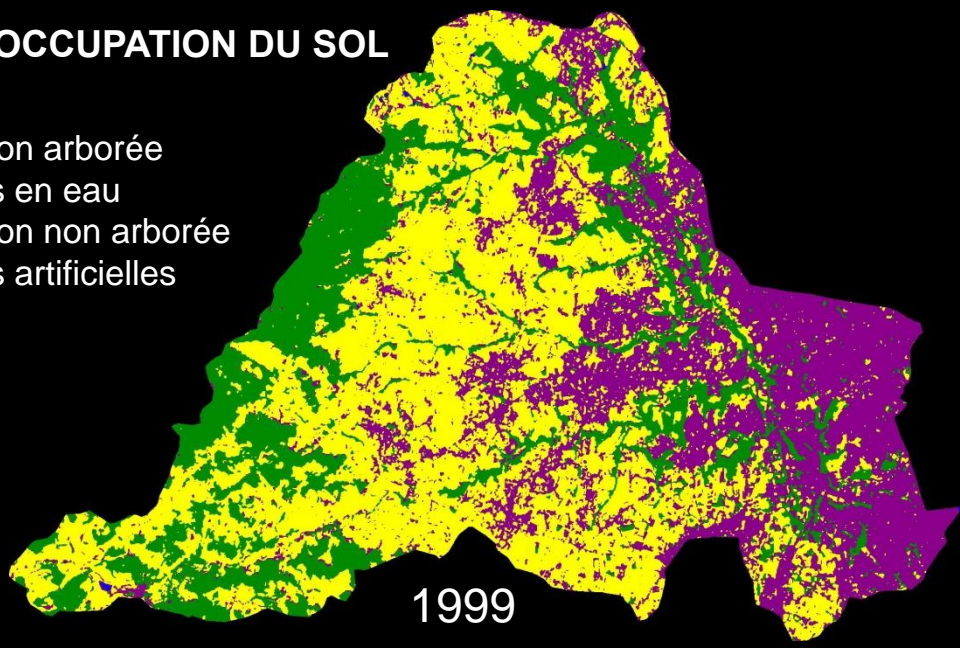 OCCUPATION DU SOL
on arborée
s en eau
on non arborée
s artificielles
1999